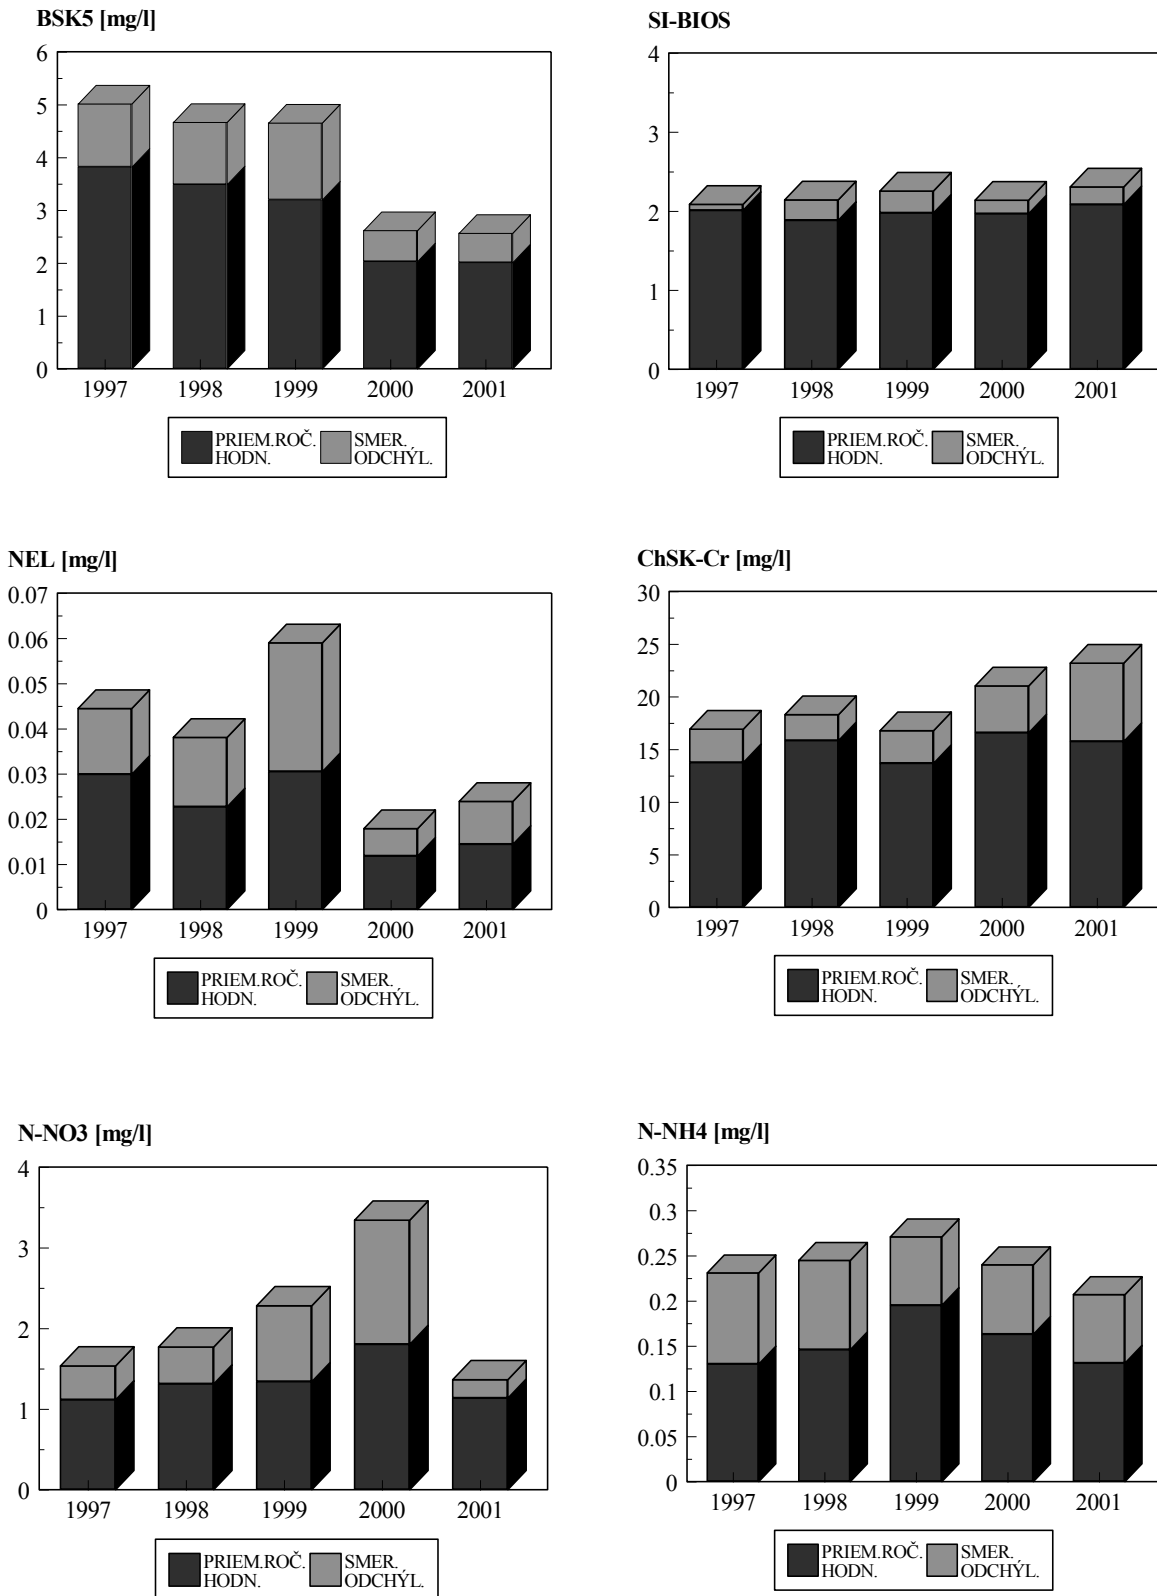 BSK5 [mg/l]
6
5
4
3
2
1
0
1997 1998 1999 2000 2001
PRIEM.ROČ. SMER.
HODN. ODCHÝL.
SI-BIOS
4
3
2
1
0
1997 1998 1999 2000 2001
PRIEM.ROČ. SMER.
HODN. ODCHÝL.
NEL [mg/l]
0.07
0.06
0.05
0.04
0.03
0.02
0.01
0
1997 1998 1999 2000 2001
PRIEM.ROČ. SMER.
HODN. ODCHÝL.
ChSK-Cr [mg/l]
30
25
20
15
10
5
0
1997 1998 1999 2000 2001
PRIEM.ROČ. SMER.
HODN. ODCHÝL.
N-NO3 [mg/l]
4
3
2
1
0
1997 1998 1999 2000 2001
PRIEM.ROČ. SMER.
HODN. ODCHÝL.
N-NH4 [mg/l]
0.35
0.3
0.25
0.2
0.15
0.1
0.05
0
1997 1998 1999 2000 2001
PRIEM.ROČ. SMER.
HODN. ODCHÝL.